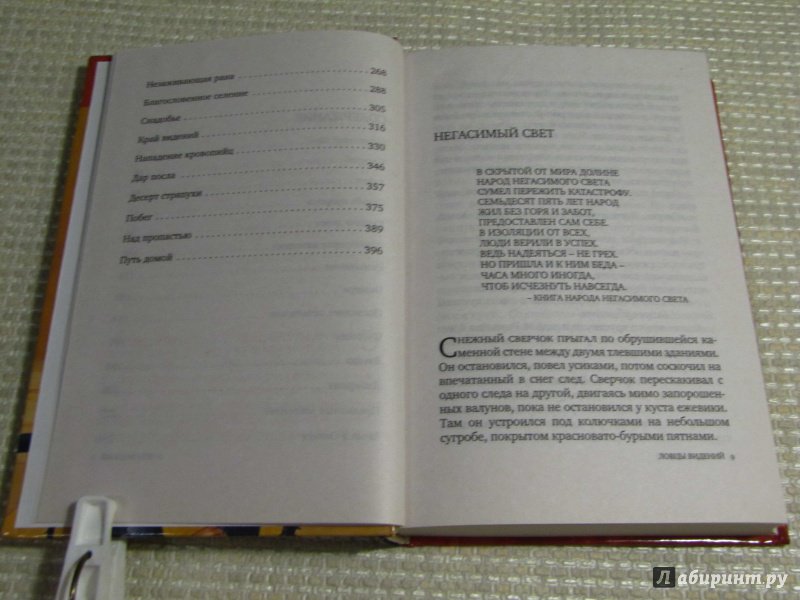 Незаживающая рана 268
Благословенное селение 288
Снадобье 305
Край видений 316
Нападение кровопийц 330
Дар посла 346
Десерт стряпухи 357
Побег 375
Над пропастью 389
Путь домой 396
НЕГАСИМЫЙ СВЕТ
В СКРЫТОЙ ОТ МИРА ДОЛИНЕ
НАРОД НЕГАСИМОГО СВЕТА
СУМЕЛ ПЕРЕЖИТЬ КАТАСТРОФУ.
СЕМЬДЕСЯТ ПЯТЬ ЛЕТ НАРОД
ЖИЛ БЕЗ ГОРЯ И ЗАБОТ,
ПРЕДОСТАВЛЕН САМ СЕБЕ.
В ИЗОЛЯЦИИ ОТ ВСЕХ,
ЛЮДИ ВЕРИЛИ В УСПЕХ.
ВЕДЬ НАДЕЯТЬСЯ – НЕ ГРЕХ.
НО ПРИШЛА И К НИМ БЕДА –
ЧАСА МНОГО ИНОГДА,
ЧТОБ ИСЧЕЗНУТЬ НАВСЕГДА.
– КНИГА НАРОДА НЕГАСИМОГО СВЕТА
Снежный сверчок прыгал по обрушившейся ка-
менной стене между двумя тлевшими зданиями.
Он остановился, повел усиками, потом соскочил на
впечатанный в снег след. Сверчок перескакивал с
одного следа на другой, двигаясь мимо запорошен-
ных валунов, пока не остановился у куста ежевики.
Там он устроился под колючками на небольшом
сугробе, покрытом красновато-бурыми пятнами.
ЛОВЦЫ ВИДЕНИЙ 9
Лабиринт.ру